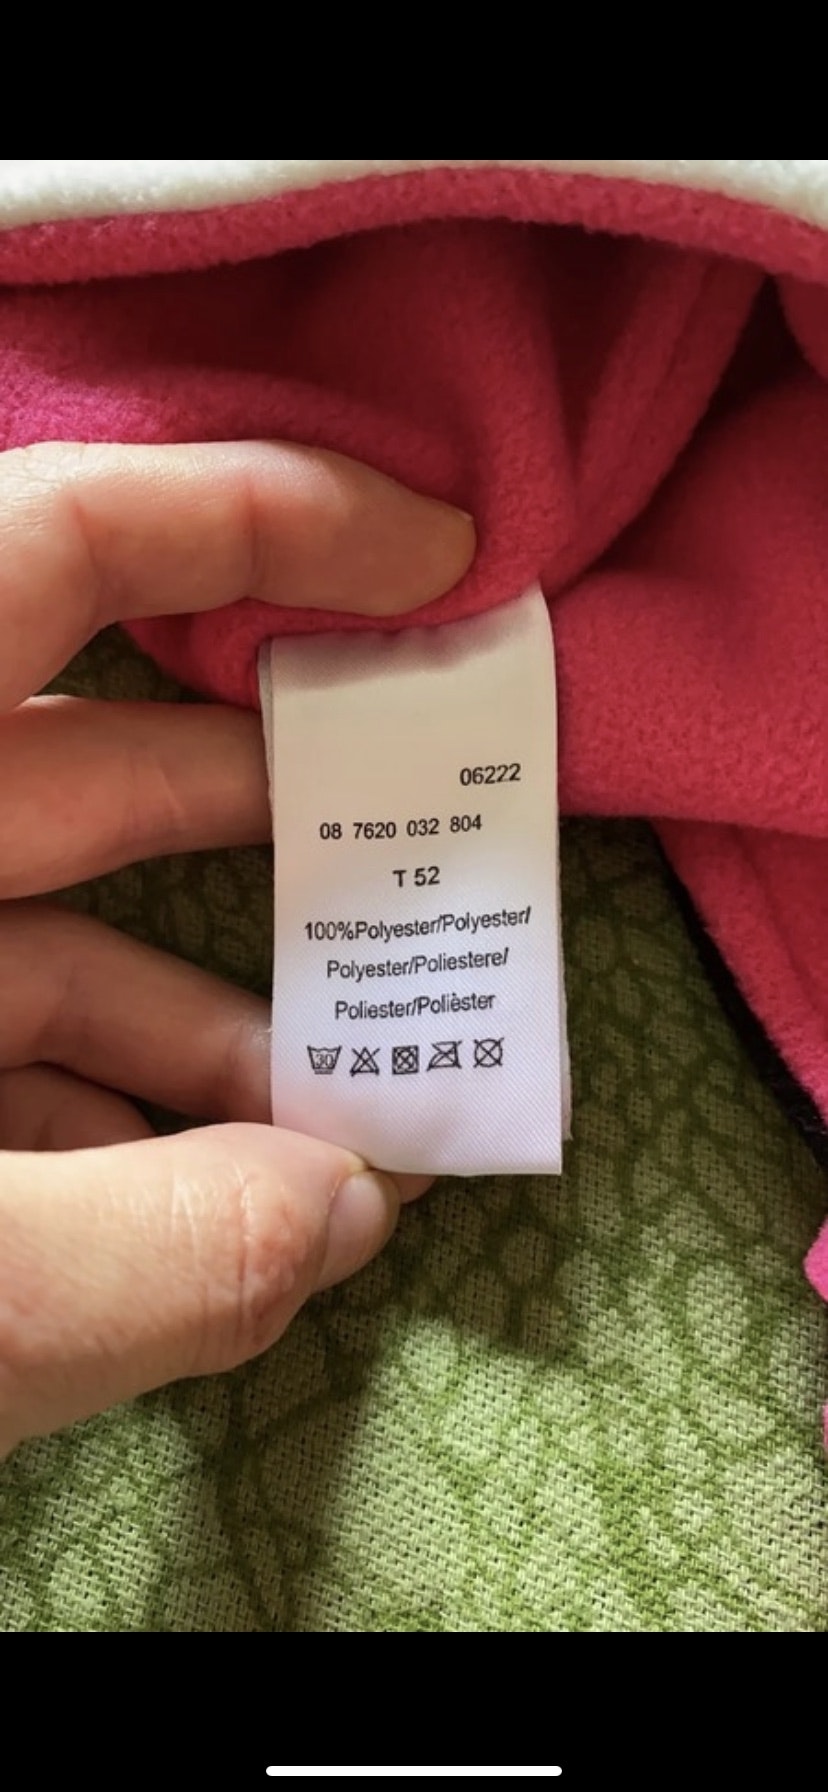 06222
08 7620 032 804
T 52
100%Polyester/Polyester/
Polyester/Poliestere/
Poliester/Polièster
30